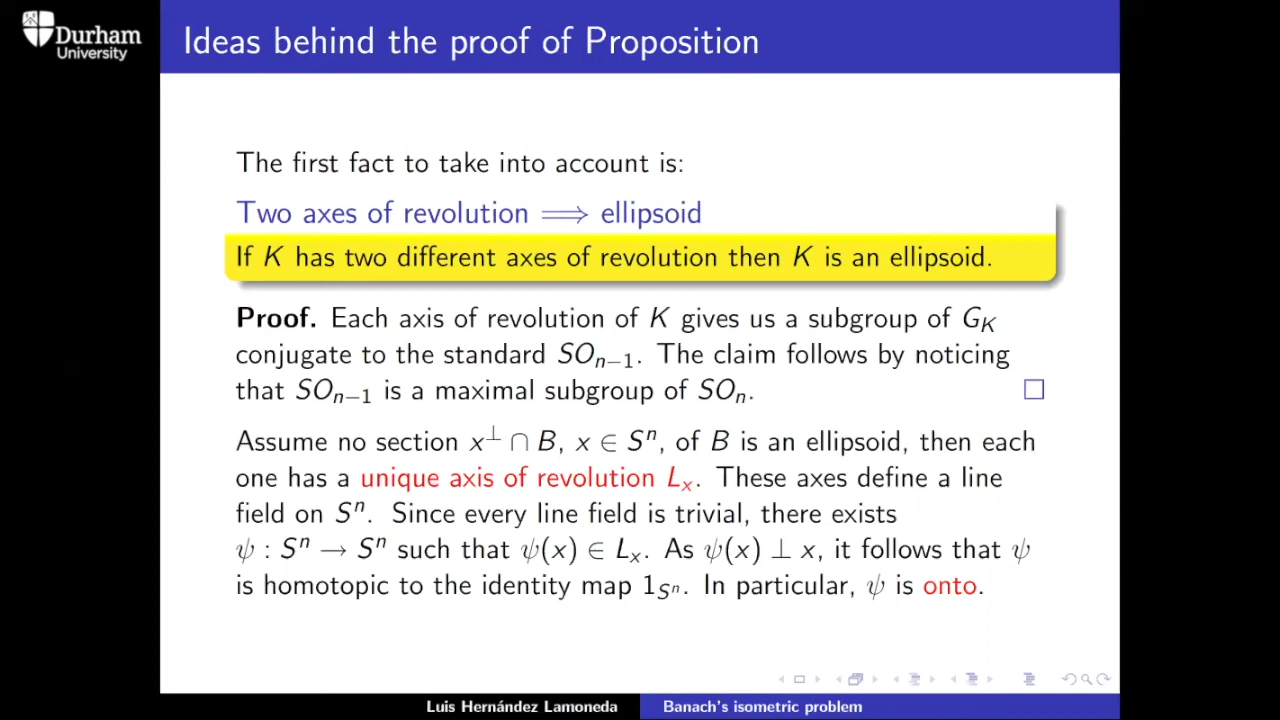 Durham
University
Ideas behind the proof of Proposition
The first fact to take into account is:
Two axes of revolution ⟹ ellipsoid
If K has two different axes of revolution then K is an ellipsoid.
Proof. Each axis of revolution of K gives us a subgroup of G_K
conjugate to the standard SO_{n−1}. The claim follows by noticing
that SO_{n−1} is a maximal subgroup of SO_n. □
Assume no section x^⊥ ∩ B, x ∈ S^n, of B is an ellipsoid, then each
one has a unique axis of revolution L_x. These axes define a line
field on S^n. Since every line field is trivial, there exists
ψ : S^n → S^n such that ψ(x) ∈ L_x. As ψ(x) ⊥ x, it follows that ψ
is homotopic to the identity map 1_{S^n}. In particular, ψ is onto.
Luis Hernández Lamoneda Banach's isometric problem